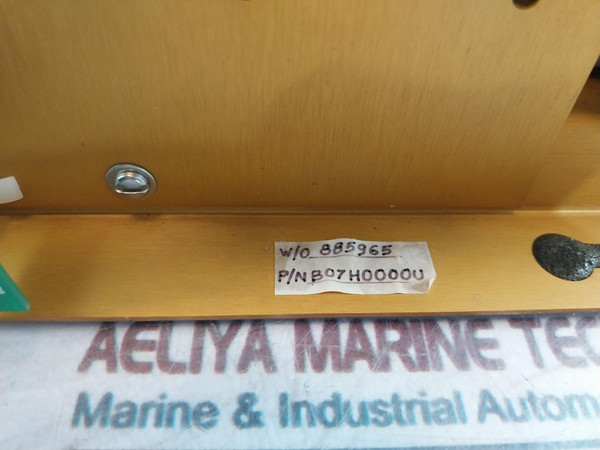 W/O 885965
P/N B07H0000U
AELIYA MARINE TEC
Marine & Industrial Autom